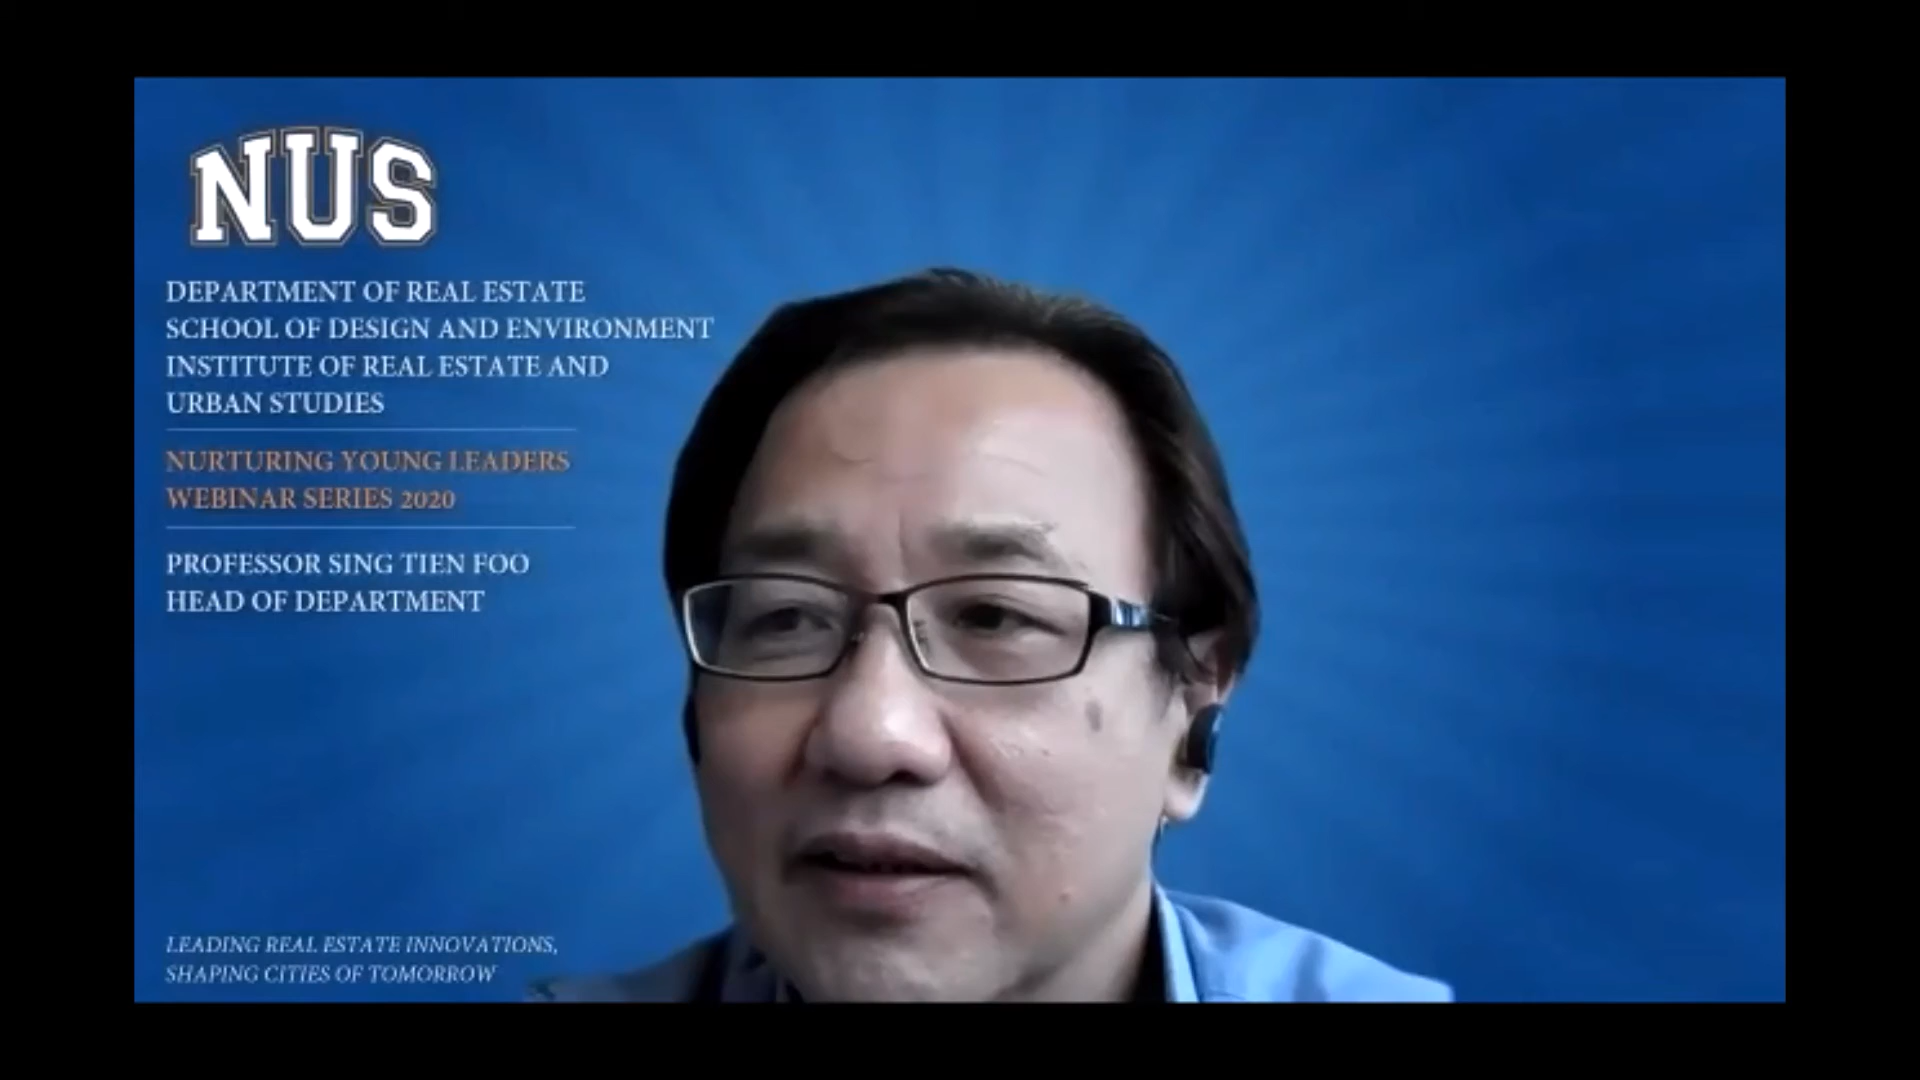 NUS
DEPARTMENT OF REAL ESTATE
SCHOOL OF DESIGN AND ENVIRONMENT
INSTITUTE OF REAL ESTATE AND
URBAN STUDIES
NURTURING YOUNG LEADERS
WEBINAR SERIES 2020
PROFESSOR SING TIEN FOO
HEAD OF DEPARTMENT
LEADING REAL ESTATE INNOVATIONS,
SHAPING CITIES OF TOMORROW